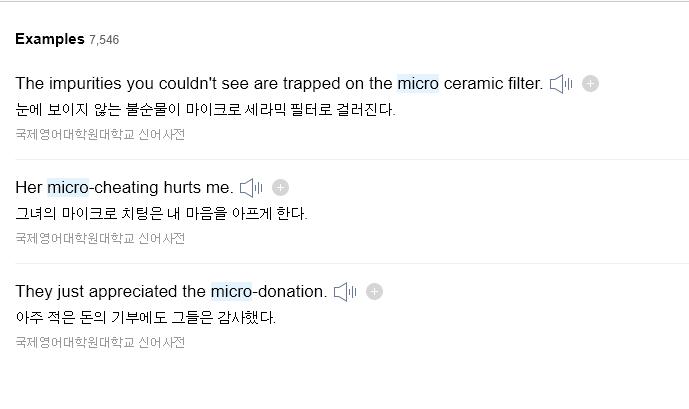 Examples 7,546
The impurities you couldn't see are trapped on the micro ceramic filter.
눈에 보이지 않는 불순물이 마이크로 세라믹 필터로 걸러진다.
국제영어대학원대학교 신어사전
Her micro-cheating hurts me.
그녀의 마이크로 치팅은 내 마음을 아프게 한다.
국제영어대학원대학교 신어사전
They just appreciated the micro-donation.
아주 적은 돈의 기부에도 그들은 감사했다.
국제영어대학원대학교 신어사전